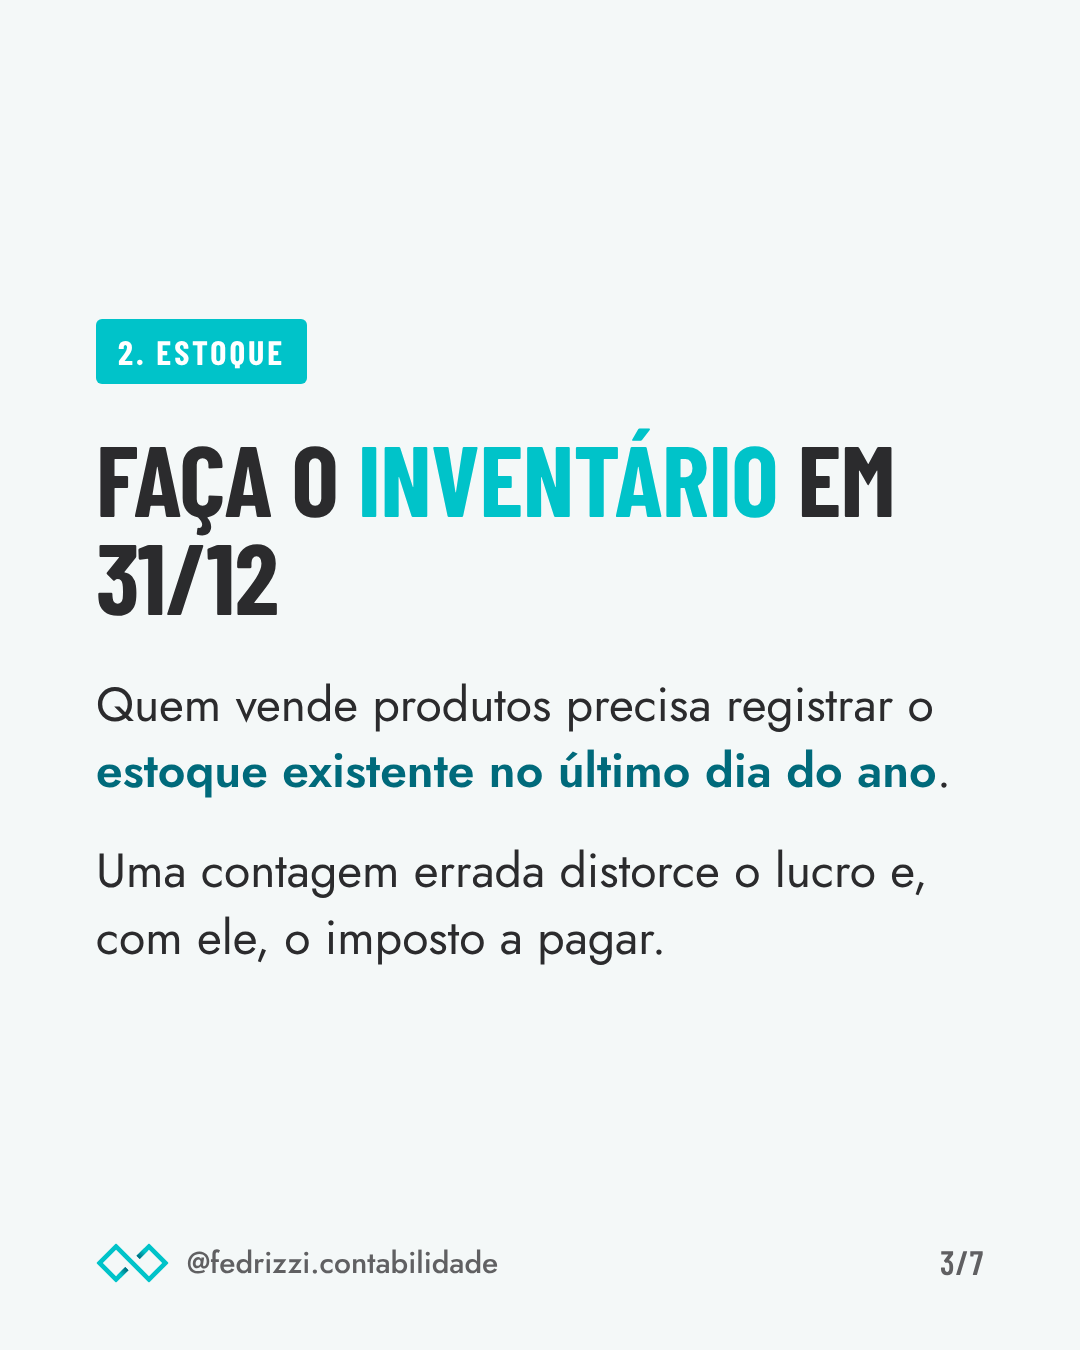 2. ESTOQUE
FAÇA O INVENTÁRIO EM
31/12
Quem vende produtos precisa registrar o
estoque existente no último dia do ano.
Uma contagem errada distorce o lucro e,
com ele, o imposto a pagar.
@fedrizzi.contabilidade
3/7